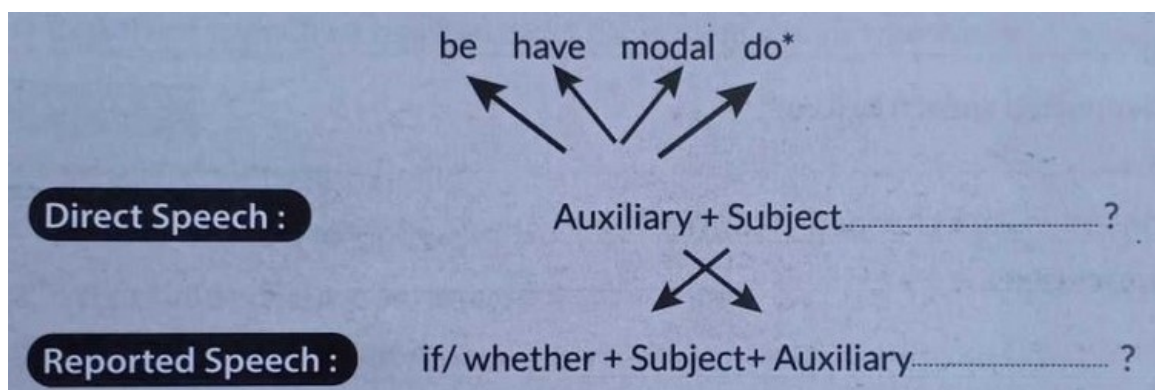 be have modal do*
Direct Speech : Auxiliary + Subject..............................?
Reported Speech : if/ whether + Subject+ Auxiliary........................ ?